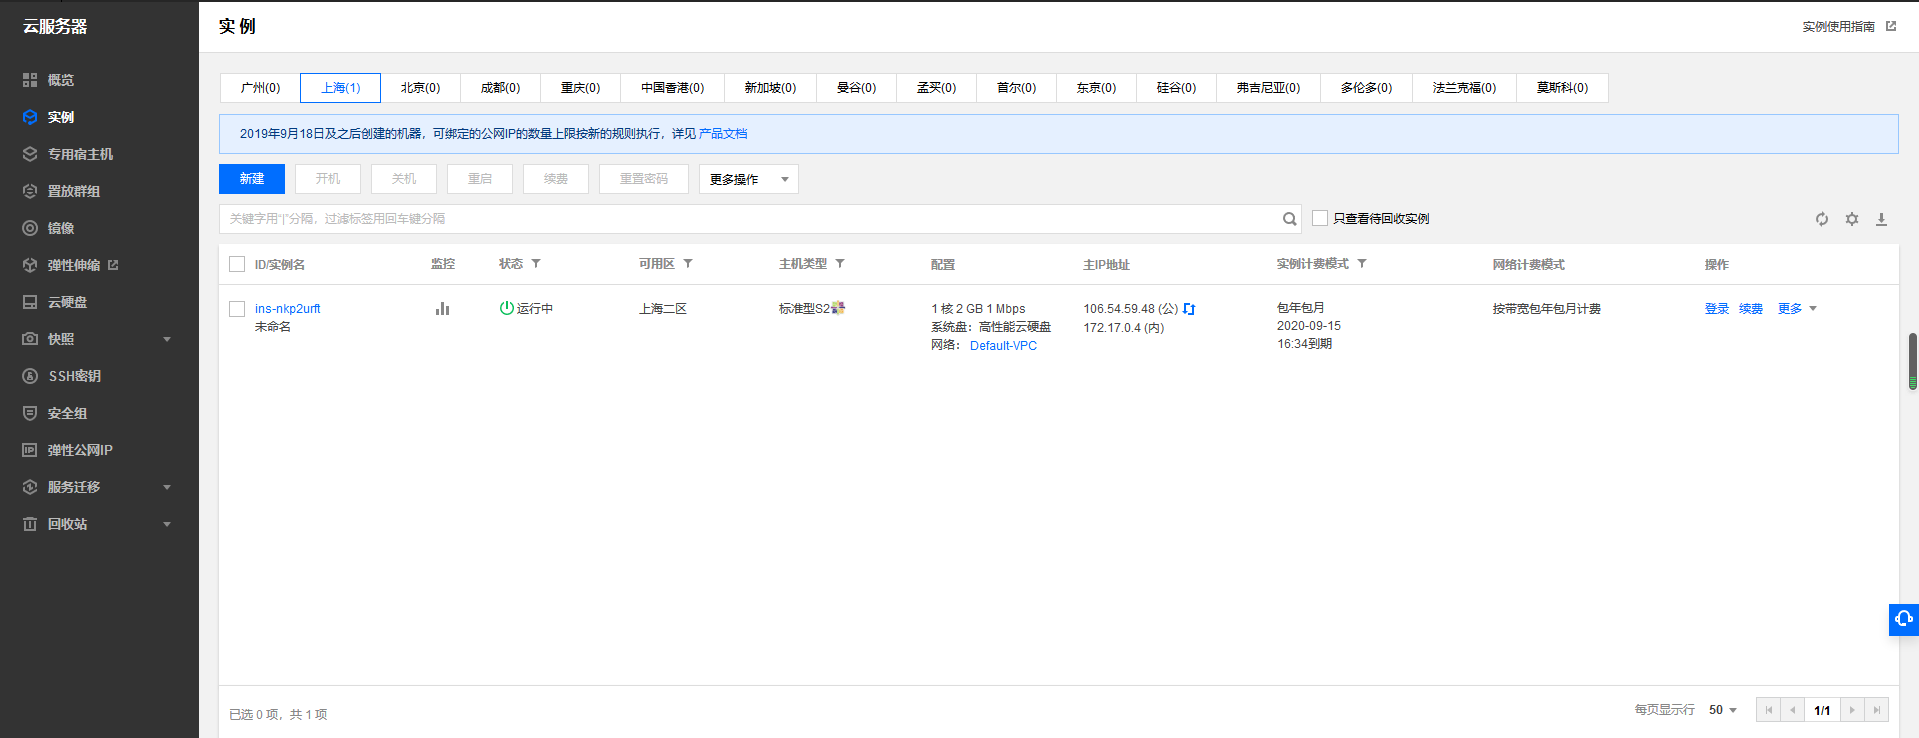 云服务器
实例
实例使用指南
概览
实例
专用宿主机
置放群组
镜像
弹性伸缩
云硬盘
快照
SSH密钥
安全组
弹性公网IP
服务迁移
回收站
广州(0) 上海(1) 北京(0) 成都(0) 重庆(0) 中国香港(0) 新加坡(0) 曼谷(0) 孟买(0) 首尔(0) 东京(0) 硅谷(0) 弗吉尼亚(0) 多伦多(0) 法兰克福(0) 莫斯科(0)
2019年9月18日及之后创建的机器，可绑定的公网IP的数量上限按新的规则执行，详见 产品文档
新建 开机 关机 重启 续费 重置密码 更多操作
关键字用“|”分隔，过滤标签用回车键分隔 只查看待回收实例
ID/实例名 监控 状态 可用区 主机类型 配置 主IP地址 实例计费模式 网络计费模式 操作
ins-nkp2urft 运行中 上海二区 标准型S2 1 核 2 GB 1 Mbps 106.54.59.48 (公) 包年包月 按带宽包年包月计费 登录 续费 更多
未命名 系统盘：高性能云硬盘 172.17.0.4 (内) 2020-09-15
网络： Default-VPC 16:34到期
已选 0 项，共 1 项 每页显示行 50 1/1